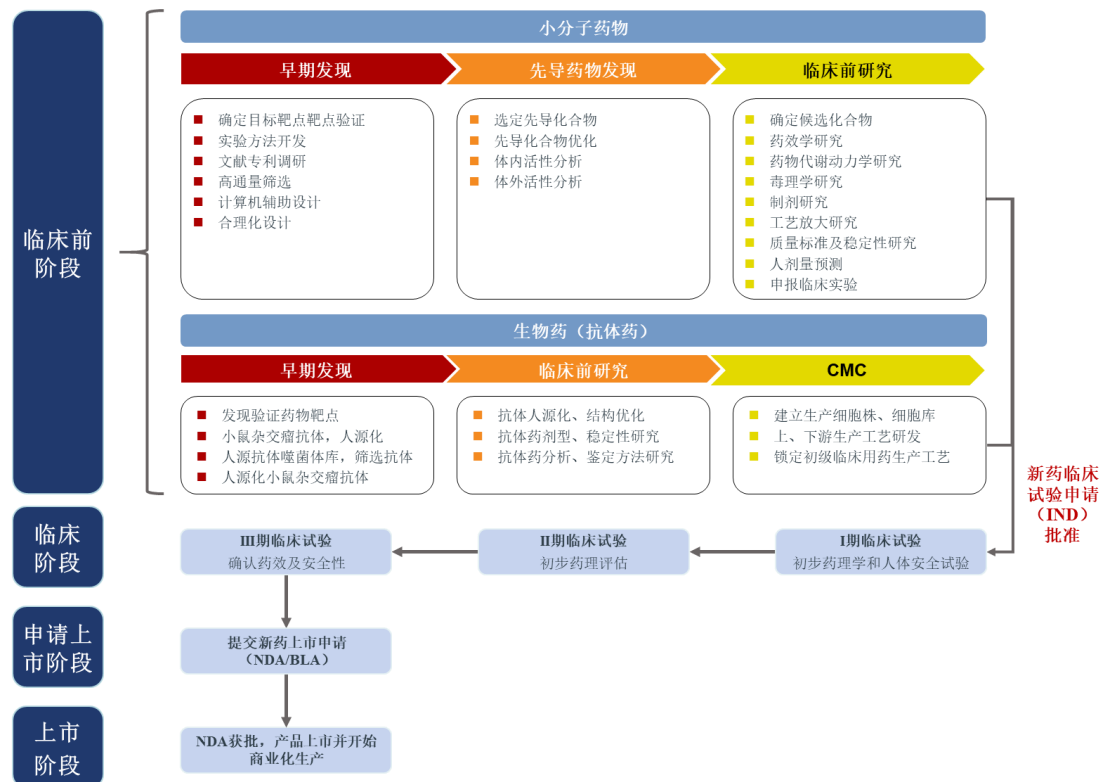 临床前
阶段
小分子药物
早期发现
先导药物发现
临床前研究
确定目标靶点靶点验证
实验方法开发
文献专利调研
高通量筛选
计算机辅助设计
合理化设计
选定先导化合物
先导化合物优化
体内活性分析
体外活性分析
确定候选化合物
药效学研究
药物代谢动力学研究
毒理学研究
制剂研究
工艺放大研究
质量标准及稳定性研究
人剂量预测
申报临床实验
生物药（抗体药）
早期发现
临床前研究
CMC
发现验证药物靶点
小鼠杂交瘤抗体，人源化
人源抗体噬菌体库，筛选抗体
人源化小鼠杂交瘤抗体
抗体人源化、结构优化
抗体药剂型、稳定性研究
抗体药分析、鉴定方法研究
建立生产细胞株、细胞库
上、下游生产工艺研发
锁定初级临床用药生产工艺
新药临床
试验申请
（IND）
批准
临床
阶段
III期临床试验
确认药效及安全性
II期临床试验
初步药理评估
I期临床试验
初步药理学和人体安全试验
申请上
市阶段
提交新药上市申请
（NDA/BLA）
上市
阶段
NDA获批，产品上市并开始
商业化生产